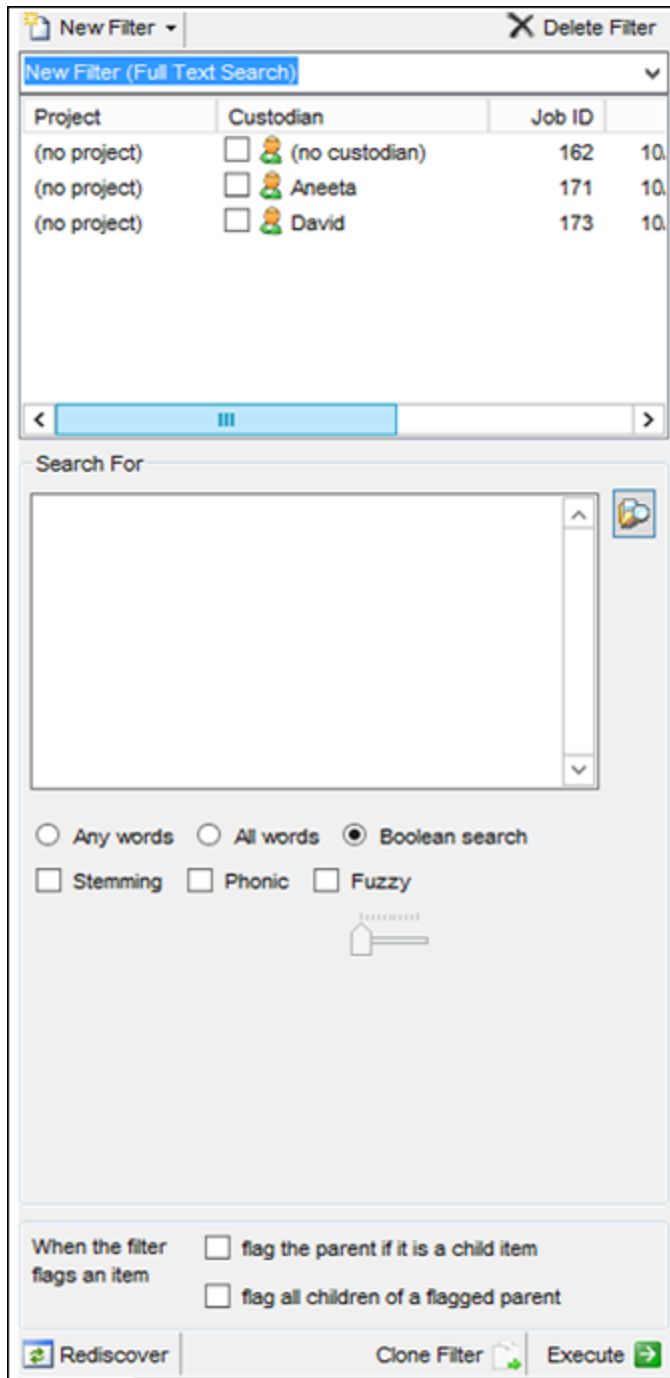 New Filter Delete Filter
New Filter (Full Text Search)
Project Custodian Job ID
(no project) (no custodian) 162 10.
(no project) Aneeta 171 10.
(no project) David 173 10.
Search For
Any words All words Boolean search
Stemming Phonic Fuzzy
When the filter flag the parent if it is a child item
flags an item
flag all children of a flagged parent
Rediscover Clone Filter Execute